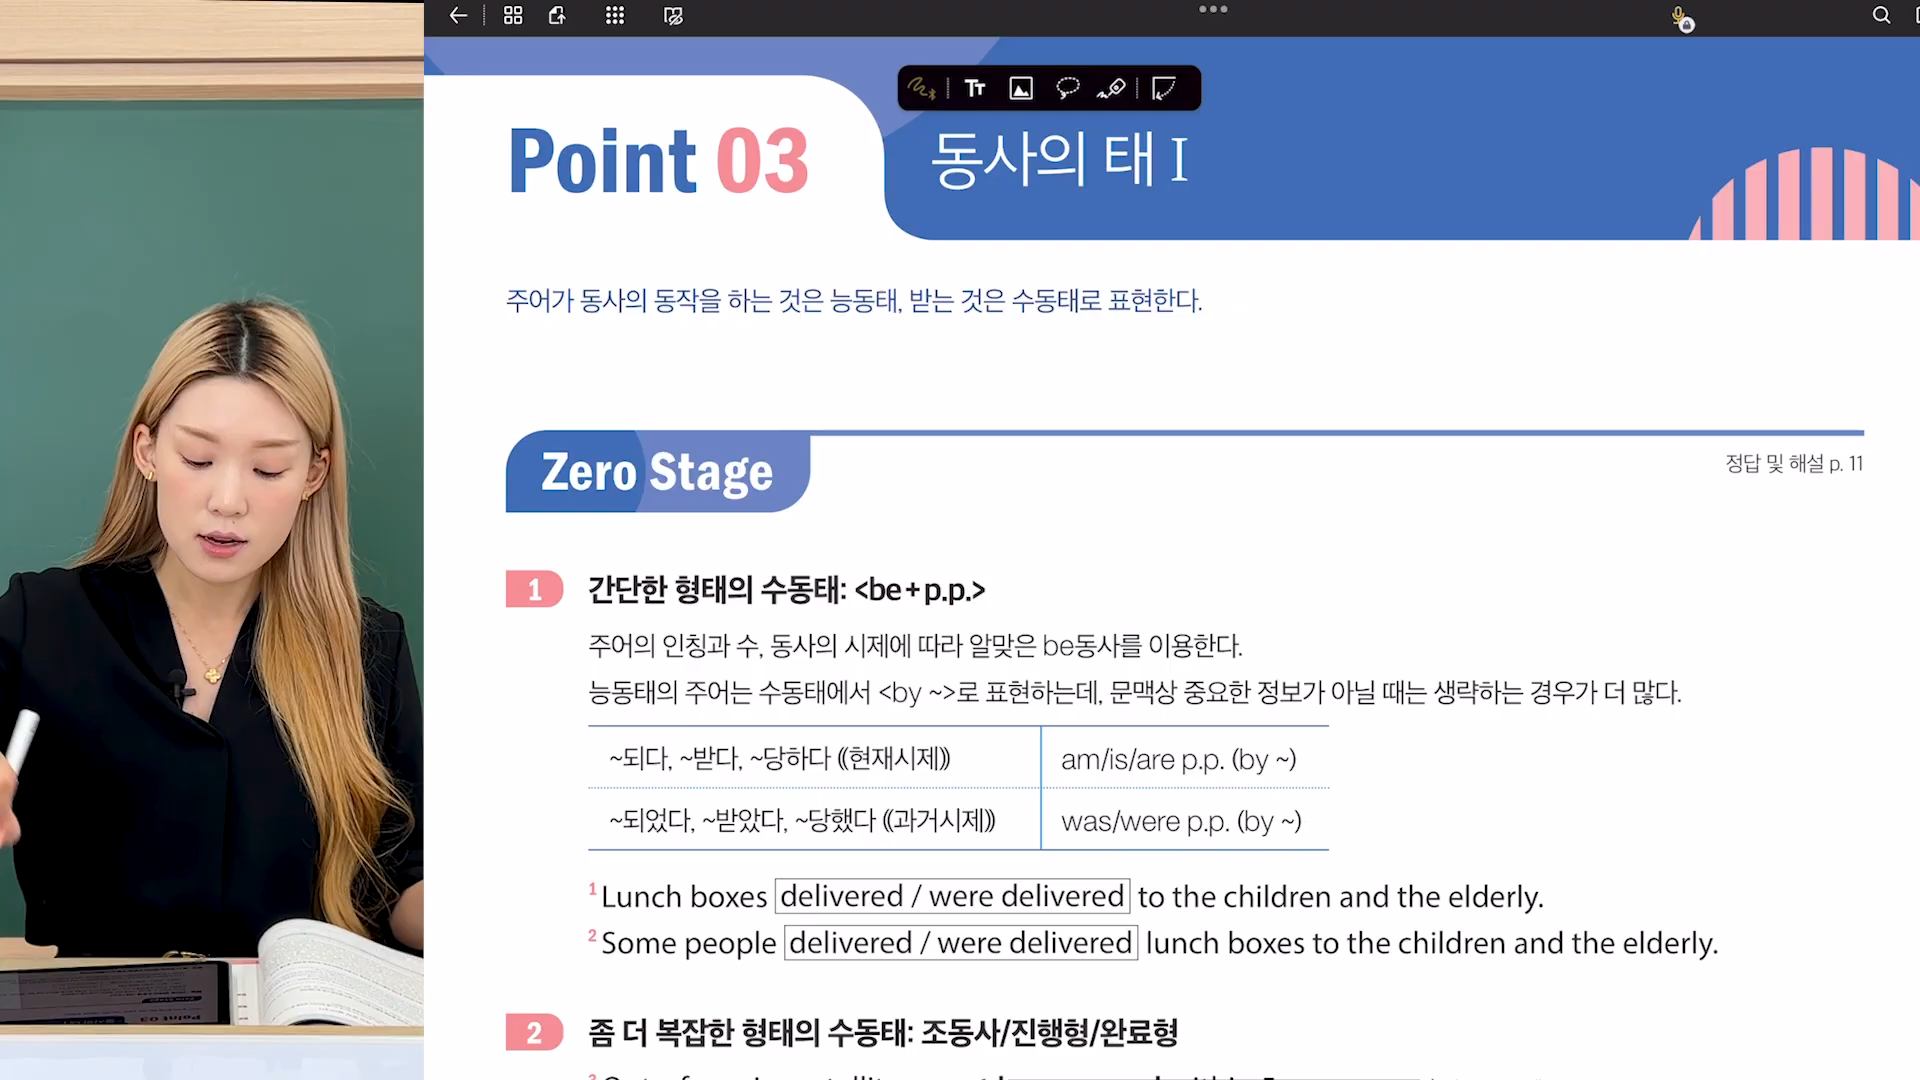 Point 03
동사의 태 I
주어가 동사의 동작을 하는 것은 능동태, 받는 것은 수동태로 표현한다.
Zero Stage
정답 및 해설 p. 11
1 간단한 형태의 수동태: <be+p.p.>
주어의 인칭과 수, 동사의 시제에 따라 알맞은 be동사를 이용한다.
능동태의 주어는 수동태에서 <by ~>로 표현하는데, 문맥상 중요한 정보가 아닐 때는 생략하는 경우가 더 많다.
~되다, ~받다, ~당하다 ((현재시제)) am/is/are p.p. (by ~)
~되었다, ~받았다, ~당했다 ((과거시제)) was/were p.p. (by ~)
1 Lunch boxes delivered / were delivered to the children and the elderly.
2 Some people delivered / were delivered lunch boxes to the children and the elderly.
2 좀 더 복잡한 형태의 수동태: 조동사/진행형/완료형